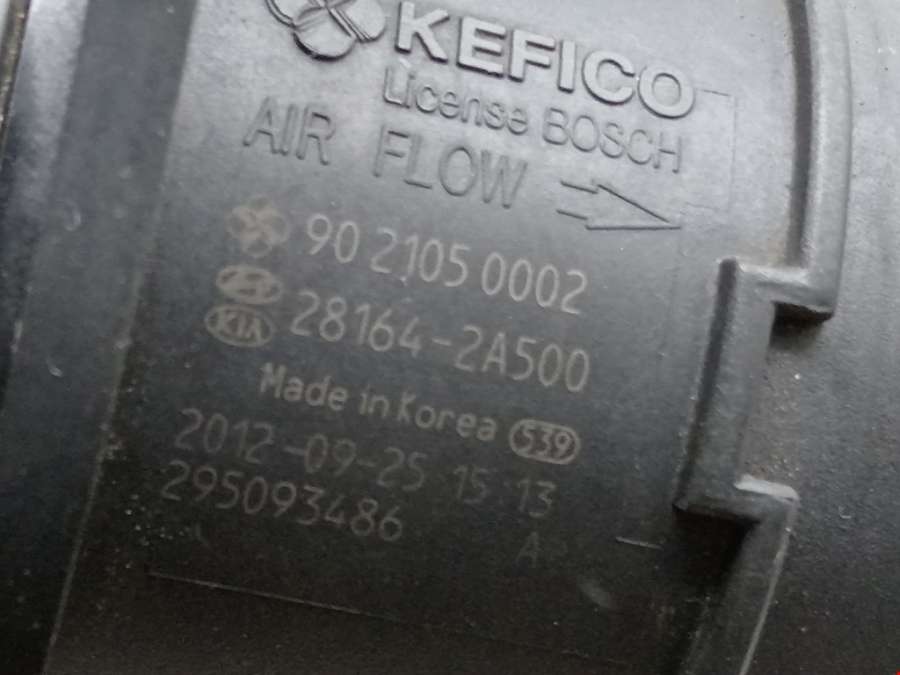 KEFICO
License BOSCH
AIR FLOW
90 2105 0002
28164-2A500
KIA
Made in Korea 539
2012-09-25 15 13
295093486 A